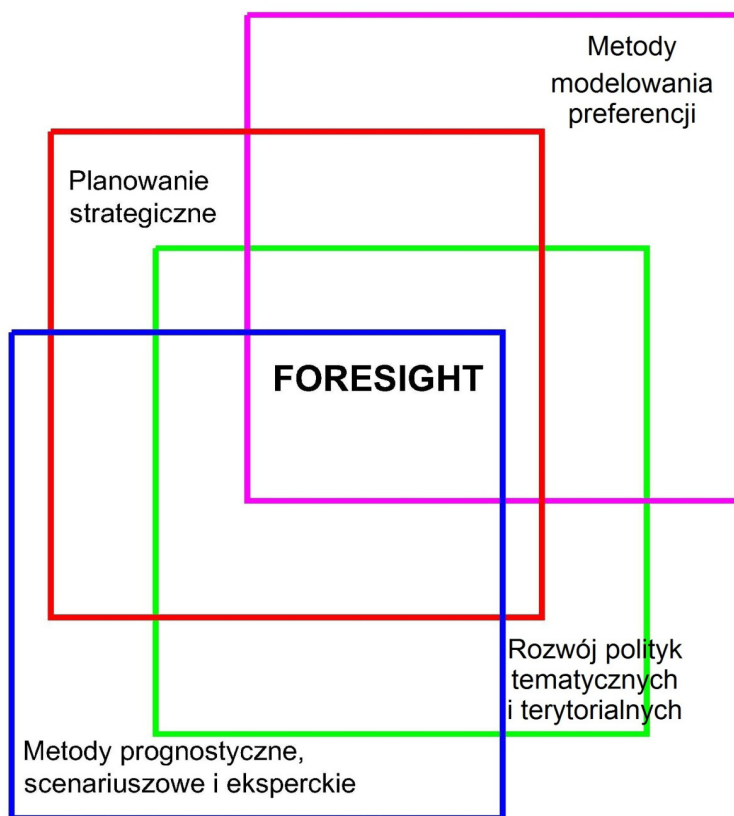 Metody
modelowania
preferencji
Planowanie
strategiczne
FORESIGHT
Rozwój polityk
tematycznych
i terytorialnych
Metody prognostyczne,
scenariuszowe i eksperckie